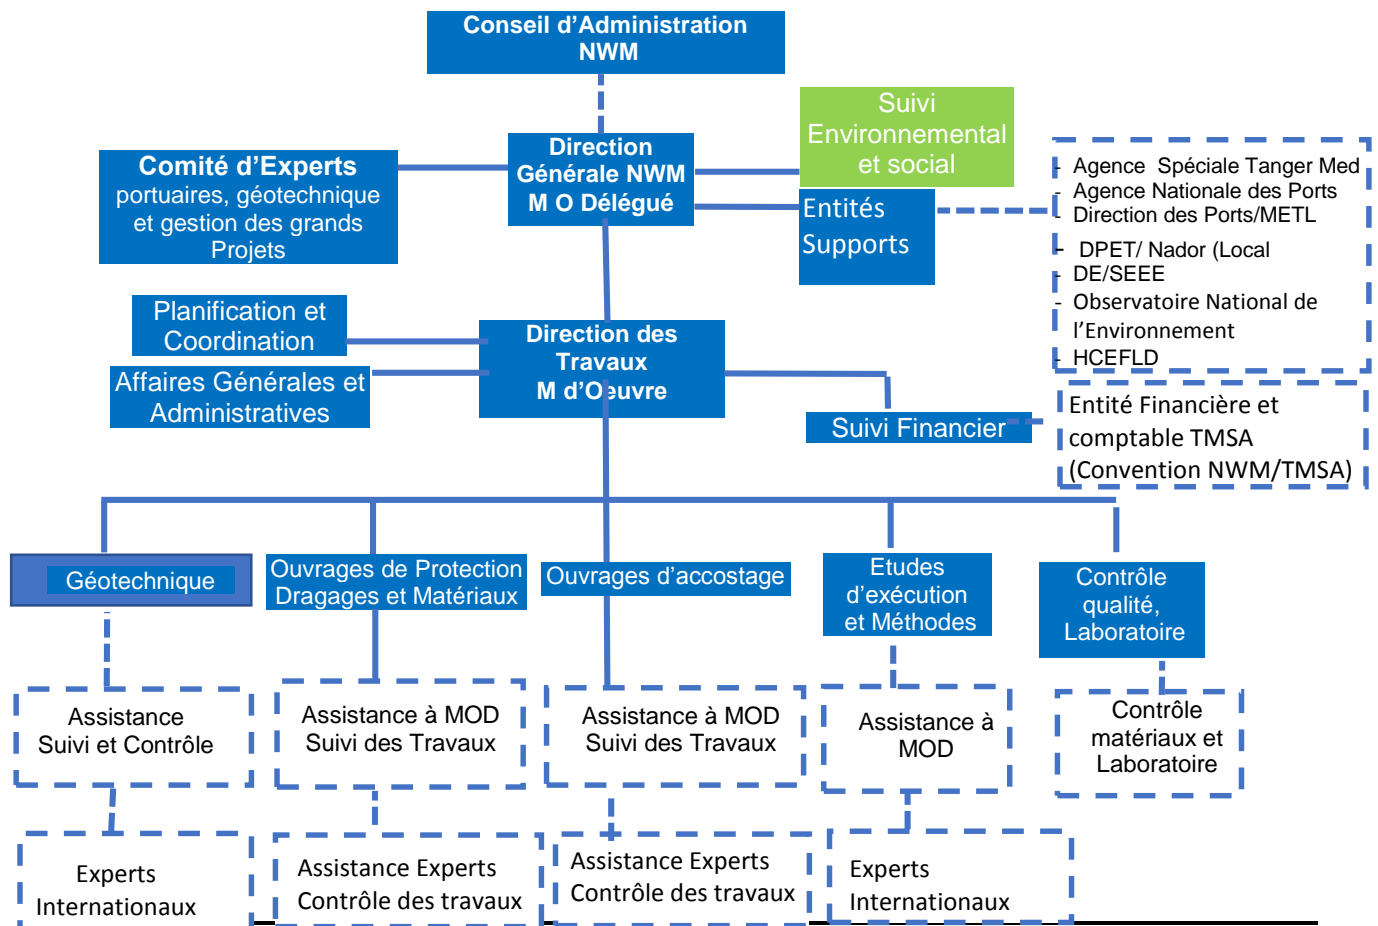 Conseil d’Administration
NWM
Suivi
Environnemental
et social
Direction
Générale NWM
M O Délégué
Comité d’Experts
portuaires, géotechnique
et gestion des grands
Projets
Entités
Supports
- Agence Spéciale Tanger Med
- Agence Nationale des Ports
- Direction des Ports/METL
- DPET/ Nador (Local
- DE/SEEE
- Observatoire National de
l’Environnement
- HCEFLD
Planification et
Coordination
Direction des
Travaux
M d’Oeuvre
Affaires Générales et
Administratives
Suivi Financier
Entité Financière et
comptable TMSA
(Convention NWM/TMSA)
Géotechnique
Ouvrages de Protection
Dragages et Matériaux
Ouvrages d’accostage
Etudes
d’exécution
et Méthodes
Contrôle
qualité,
Laboratoire
Assistance
Suivi et Contrôle
Assistance à MOD
Suivi des Travaux
Assistance à MOD
Suivi des Travaux
Assistance à
MOD
Contrôle
matériaux et
Laboratoire
Experts
Internationaux
Assistance Experts
Contrôle des travaux
Assistance Experts
Contrôle des travaux
Experts
Internationaux